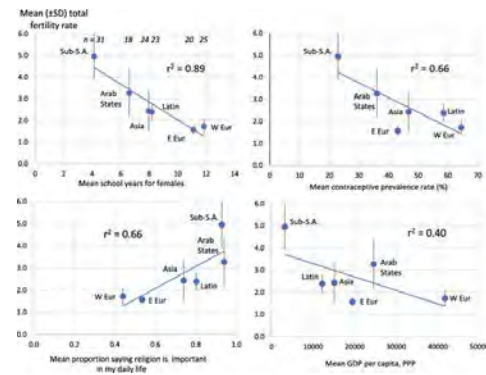 Mean (±SD) total
fertility rate
n = 31 18 24 23 20 25
6.0
5.0
4.0
3.0
2.0
1.0
0.0
Sub-S.A.
Arab
States
Latin
Asia
E Eur
W Eur
r² = 0.89
0 2 4 6 8 10 12 14
Mean school years for females
6.0
5.0
4.0
3.0
2.0
1.0
0.0
Sub-S.A.
Arab
States
Asia
Latin
E Eur
W Eur
r² = 0.66
0 10 20 30 40 50 60 70
Mean contraceptive prevalence rate (%)
6.0
5.0
4.0
3.0
2.0
1.0
0.0
r² = 0.66
Sub-S.A.
Arab
States
Asia
Latin
W Eur
E Eur
0.0 0.2 0.4 0.6 0.8 1.0
Mean proportion saying religion is important
in my daily life
6.0
5.0
4.0
3.0
2.0
1.0
0.0
Sub-S.A.
r² = 0.40
Arab
States
Latin
Asia
E Eur
W Eur
0 10000 20000 30000 40000 5000
Mean GDP per capita, PPP